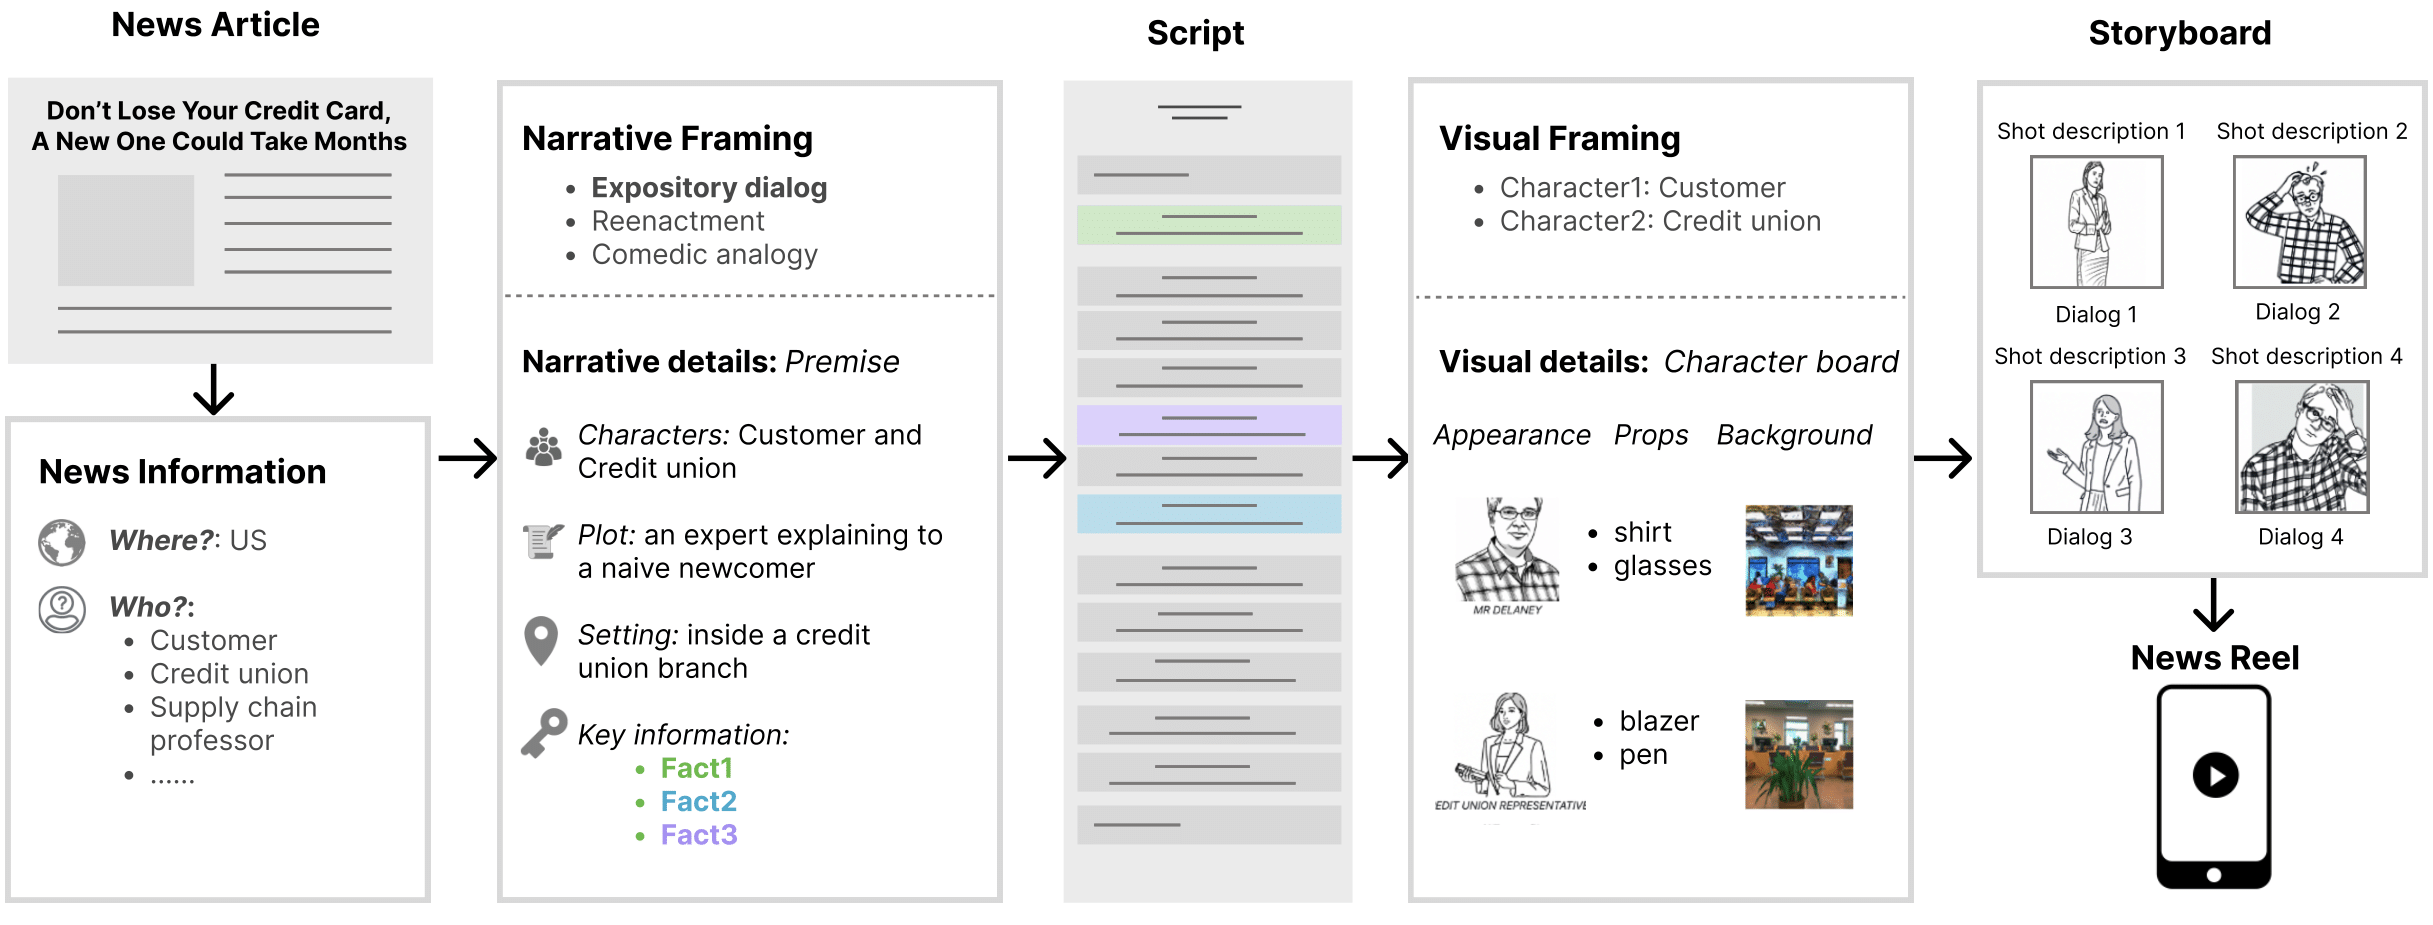 News Article
Don’t Lose Your Credit Card,
A New One Could Take Months
News Information
Where?: US
Who?:
• Customer
• Credit union
• Supply chain
professor
• ......
Narrative Framing
• Expository dialog
• Reenactment
• Comedic analogy
Narrative details: Premise
Characters: Customer and
Credit union
Plot: an expert explaining to
a naive newcomer
Setting: inside a credit
union branch
Key information:
• Fact1
• Fact2
• Fact3
Script
Visual Framing
• Character1: Customer
• Character2: Credit union
Visual details: Character board
Appearance Props Background
• shirt
• glasses
MR DELANEY
• blazer
• pen
EDIT UNION REPRESENTATIVE
Storyboard
Shot description 1 Shot description 2
Dialog 1 Dialog 2
Shot description 3 Shot description 4
Dialog 3 Dialog 4
News Reel